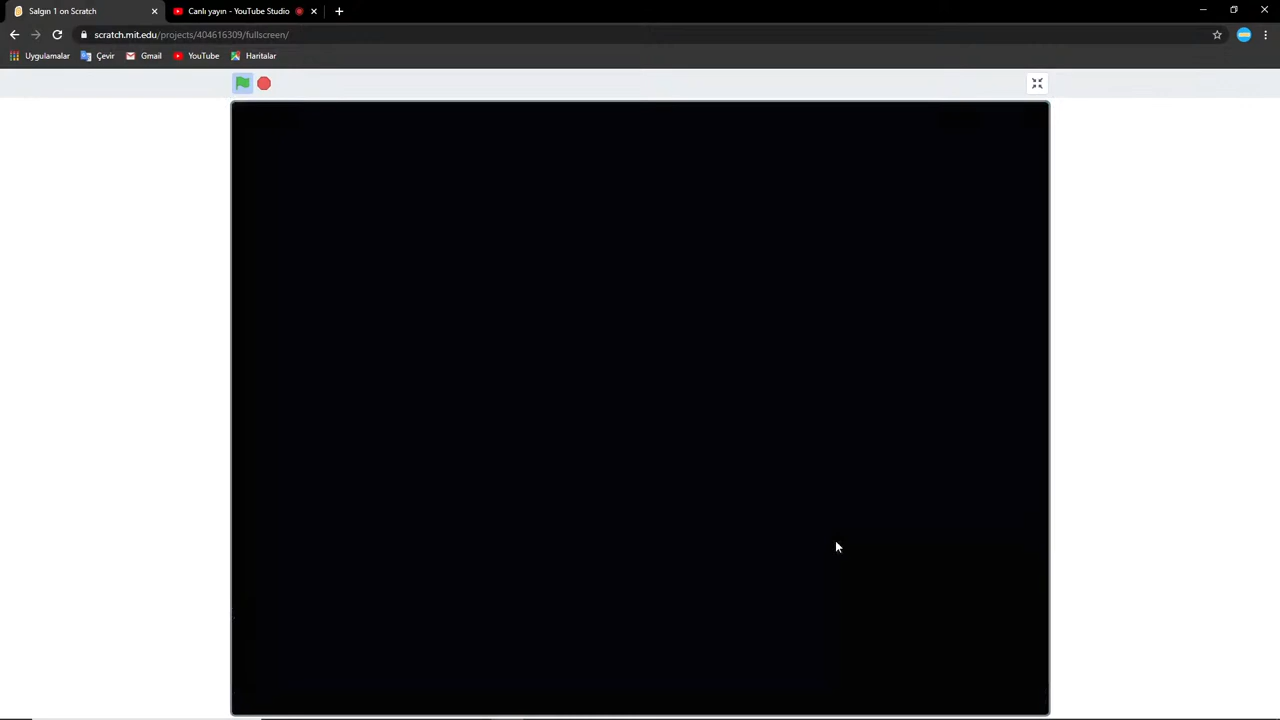 Salgın 1 on Scratch
Canlı yayın - YouTube Studio
scratch.mit.edu/projects/404616309/fullscreen/
Uygulamalar Çevir Gmail YouTube Haritalar